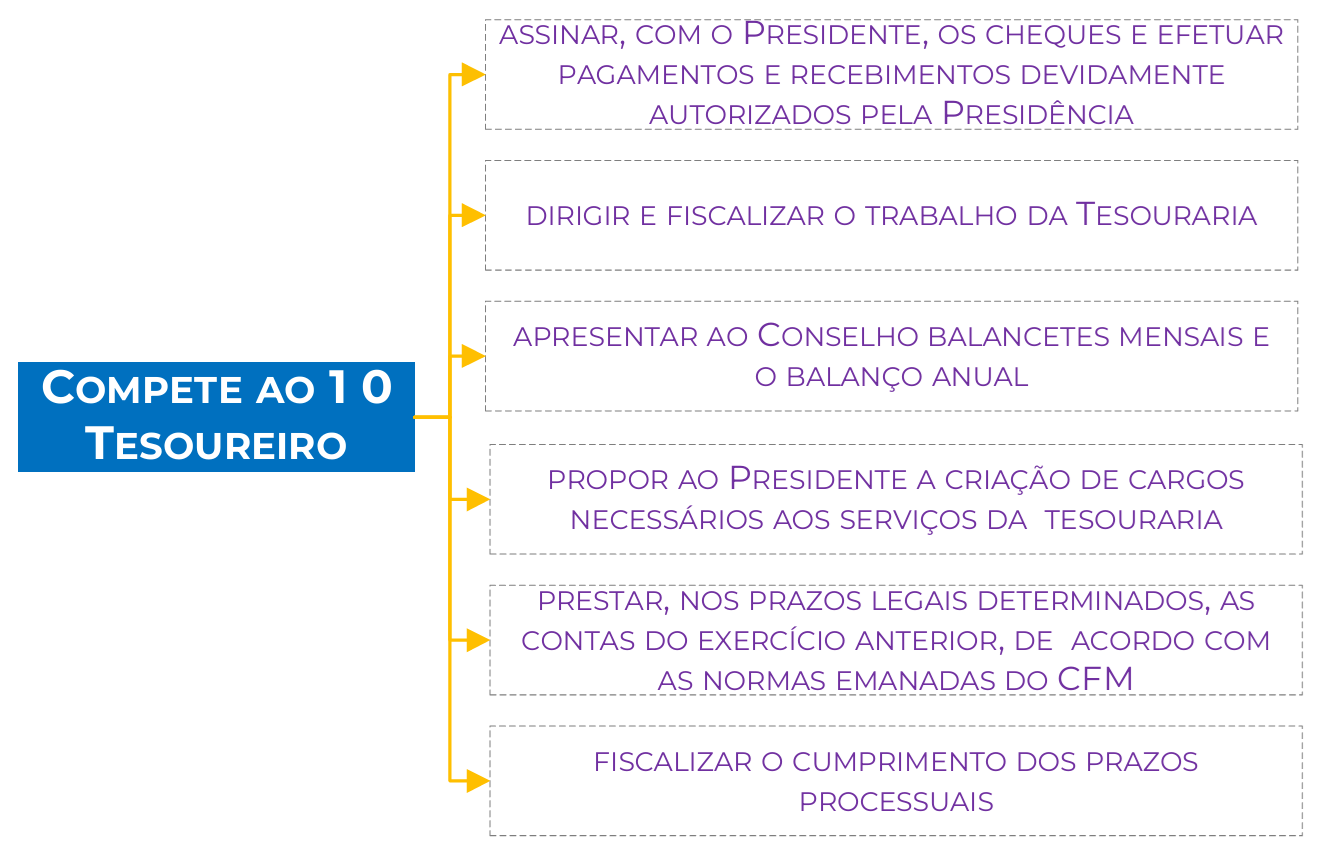 COMPETE AO 1 0
TESOUREIRO
ASSINAR, COM O PRESIDENTE, OS CHEQUES E EFETUAR
PAGAMENTOS E RECEBIMENTOS DEVIDAMENTE
AUTORIZADOS PELA PRESIDÊNCIA
DIRIGIR E FISCALIZAR O TRABALHO DA TESOURARIA
APRESENTAR AO CONSELHO BALANCETES MENSAIS E
O BALANÇO ANUAL
PROPOR AO PRESIDENTE A CRIAÇÃO DE CARGOS
NECESSÁRIOS AOS SERVIÇOS DA TESOURARIA
PRESTAR, NOS PRAZOS LEGAIS DETERMINADOS, AS
CONTAS DO EXERCÍCIO ANTERIOR, DE ACORDO COM
AS NORMAS EMANADAS DO CFM
FISCALIZAR O CUMPRIMENTO DOS PRAZOS
PROCESSUAIS